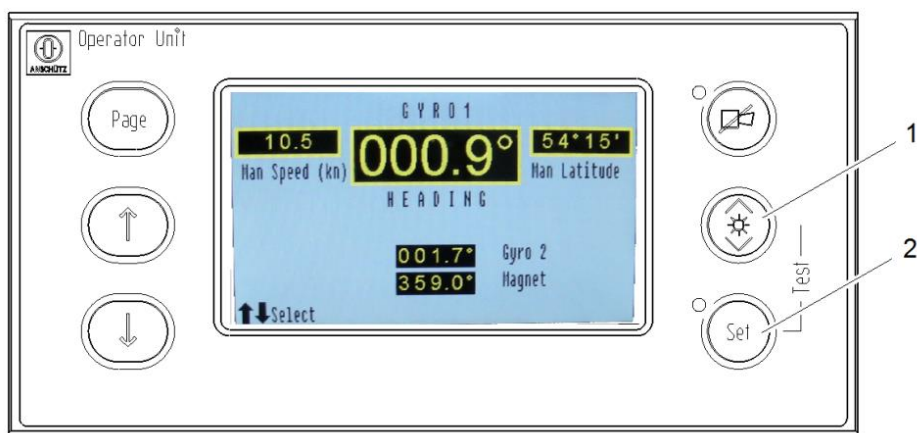 Operator Unit
ANSCHÜTZ
Page
GYRO1
10.5
000.9°
54°15'
Man Speed (kn)
Man Latitude
HEADING
001.7° Gyro 2
359.0° Magnet
Select
Set
Test
1
2